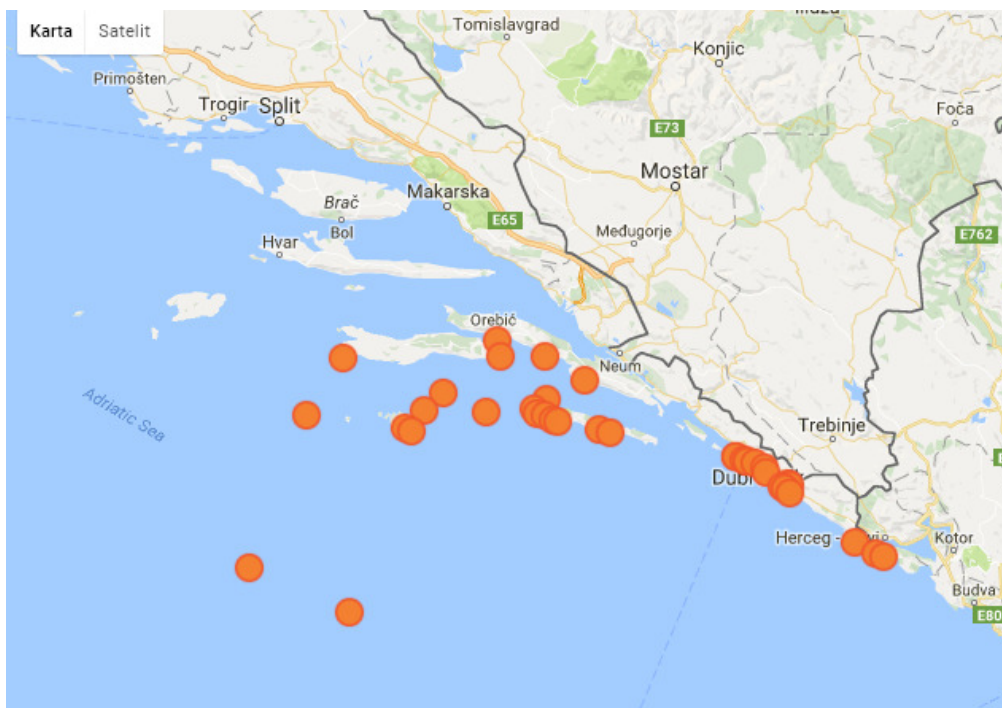 Karta Satelit
Tomislavgrad
Konjic
Primošten
Trogir
Split
Foča
E73
Mostar
Makarska
Brač
Bol
E65
Hvar
Međugorje
E762
Orebić
Neum
Adriatic Sea
Trebinje
Herceg -
Kotor
Budva
E80